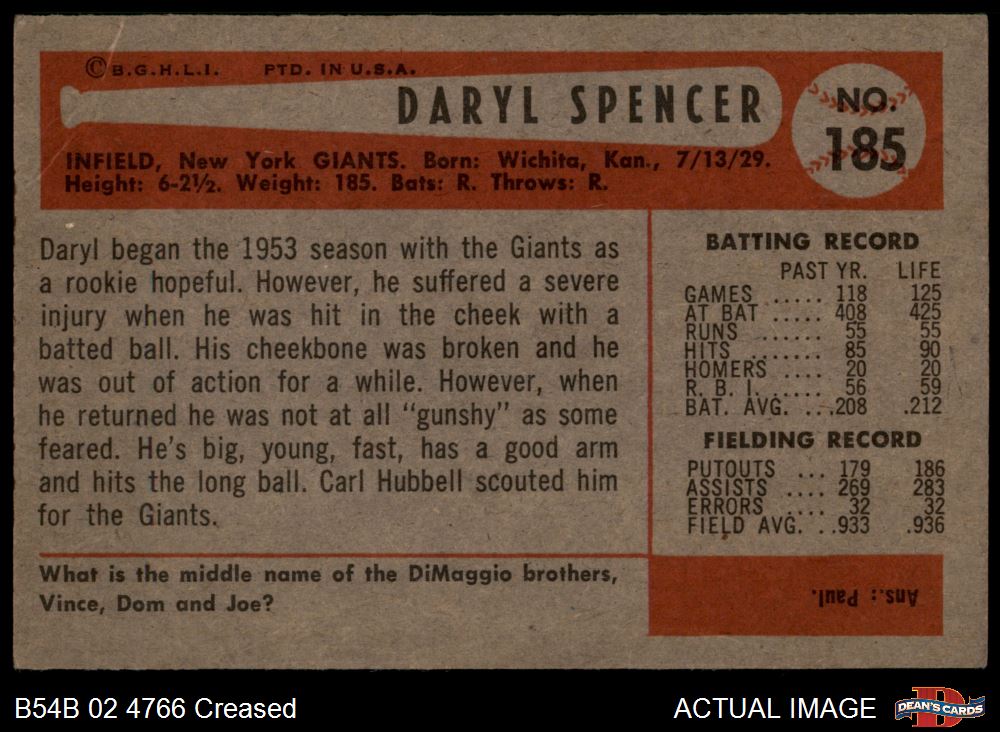 © B.G.H.L.I. PTD. IN U.S.A.
DARYL SPENCER
NO.
185
INFIELD, New York GIANTS. Born: Wichita, Kan., 7/13/29.
Height: 6-2½. Weight: 185. Bats: R. Throws: R.
Daryl began the 1953 season with the Giants as
a rookie hopeful. However, he suffered a severe
injury when he was hit in the cheek with a
batted ball. His cheekbone was broken and he
was out of action for a while. However, when
he returned he was not at all “gunshy” as some
feared. He's big, young, fast, has a good arm
and hits the long ball. Carl Hubbell scouted him
for the Giants.
BATTING RECORD
PAST YR. LIFE
GAMES ...... 118 125
AT BAT ..... 408 425
RUNS ...... 55 55
HITS ....... 85 90
HOMERS .... 20 20
R. B. I. ..... 56 59
BAT. AVG. ...208 .212
FIELDING RECORD
PUTOUTS ... 179 186
ASSISTS .... 269 283
ERRORS .... 32 32
FIELD AVG. ..933 .936
What is the middle name of the DiMaggio brothers,
Vince, Dom and Joe?
Ans.: Paul.
B54B 02 4766 Creased
ACTUAL IMAGE
D
DEAN'S CARDS